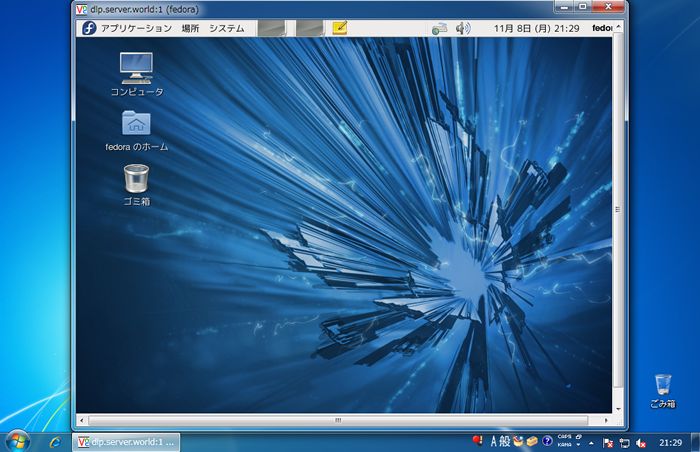 dlp.server.world:1 (fedora)
アプリケーション 場所 システム 11月 8日 (月) 21:29 fedor
コンピュータ
fedora のホーム
ゴミ箱
ごみ箱
dlp.server.world:1 ...
A 般 CAPS KANA 21:29